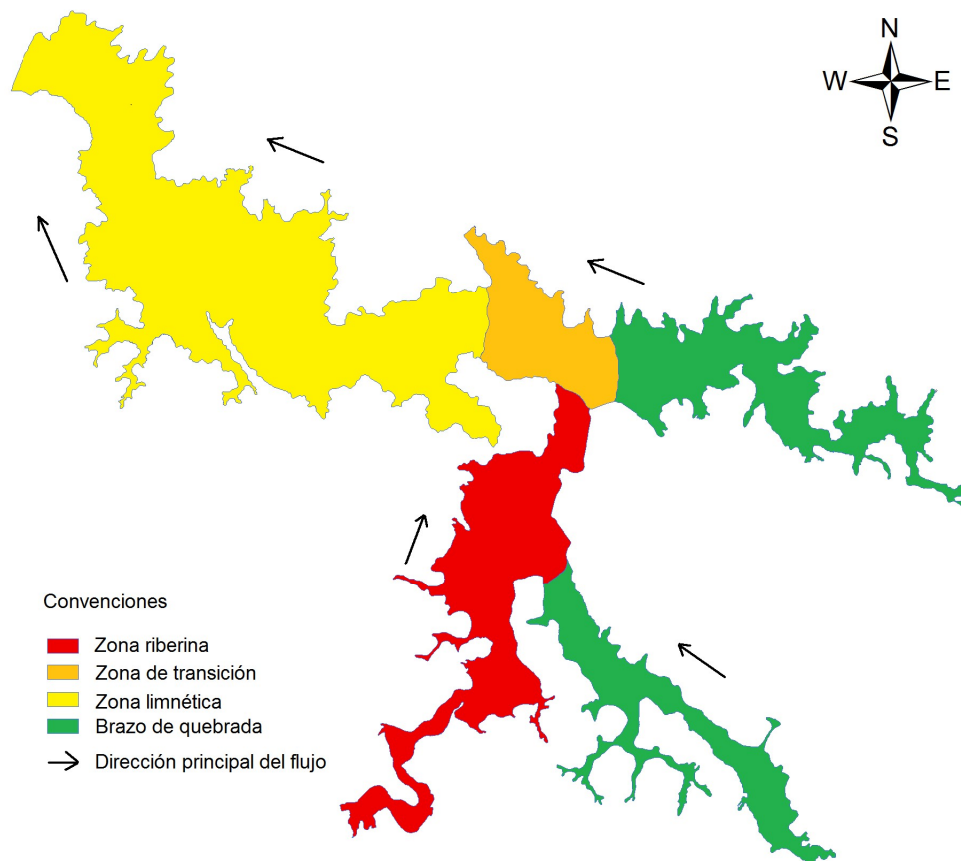 N
W E
S
Convenciones
Zona riberina
Zona de transición
Zona limnética
Brazo de quebrada
Dirección principal del flujo